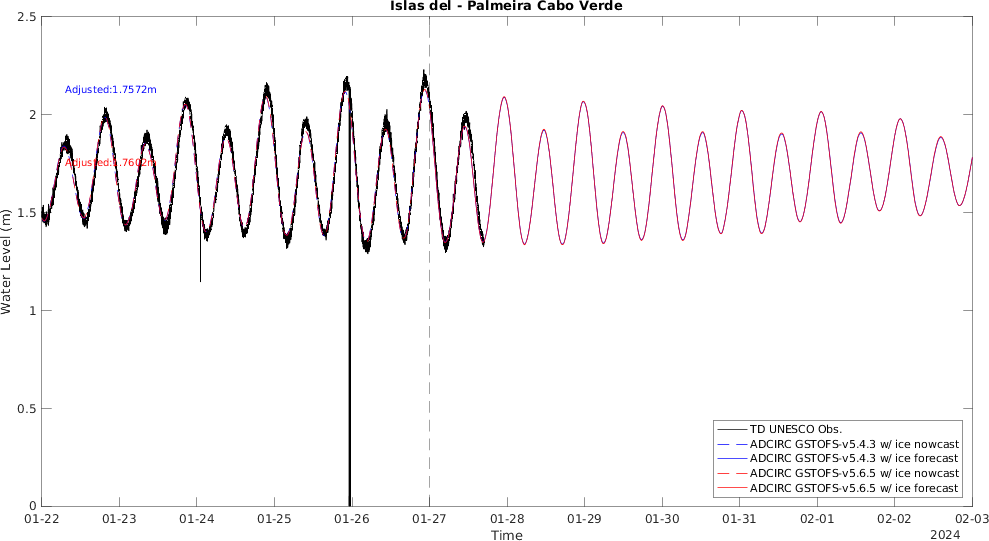 Islas del - Palmeira Cabo Verde
2.5
2
1.5
1
0.5
0
Water Level (m)
Adjusted:1.7572m
Adjusted:1.7602m
TD UNESCO Obs.
ADCIRC GSTOFS-v5.4.3 w/ ice nowcast
ADCIRC GSTOFS-v5.4.3 w/ ice forecast
ADCIRC GSTOFS-v5.6.5 w/ ice nowcast
ADCIRC GSTOFS-v5.6.5 w/ ice forecast
01-22 01-23 01-24 01-25 01-26 01-27 01-28 01-29 01-30 01-31 02-01 02-02 02-03
Time
2024